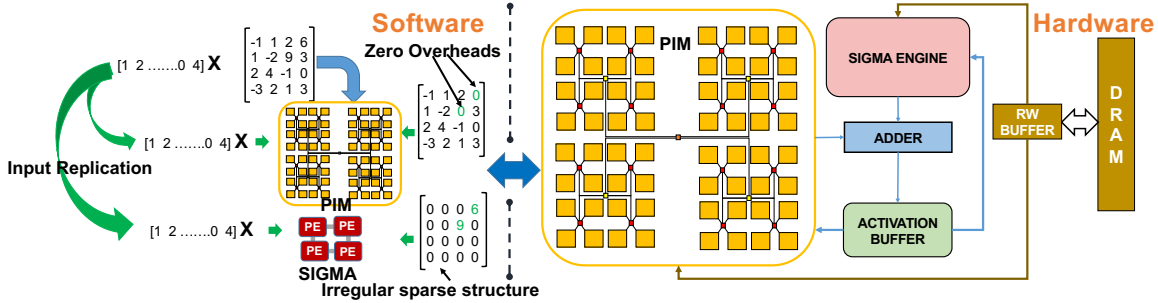 Software
Zero Overheads
[1 2 .......0 4] X
-1 1 2 6
1 -2 9 3
2 4 -1 0
-3 2 1 3
[1 2 .......0 4] X
-1 1 2 0
1 -2 0 3
2 4 -1 0
-3 2 1 3
Input Replication
PIM
[1 2 .......0 4] X
PE PE
PE PE
SIGMA
0 0 0 6
0 0 9 0
0 0 0 0
0 0 0 0
Irregular sparse structure
Hardware
PIM
SIGMA ENGINE
ADDER
ACTIVATION
BUFFER
RW
BUFFER
D
R
A
M